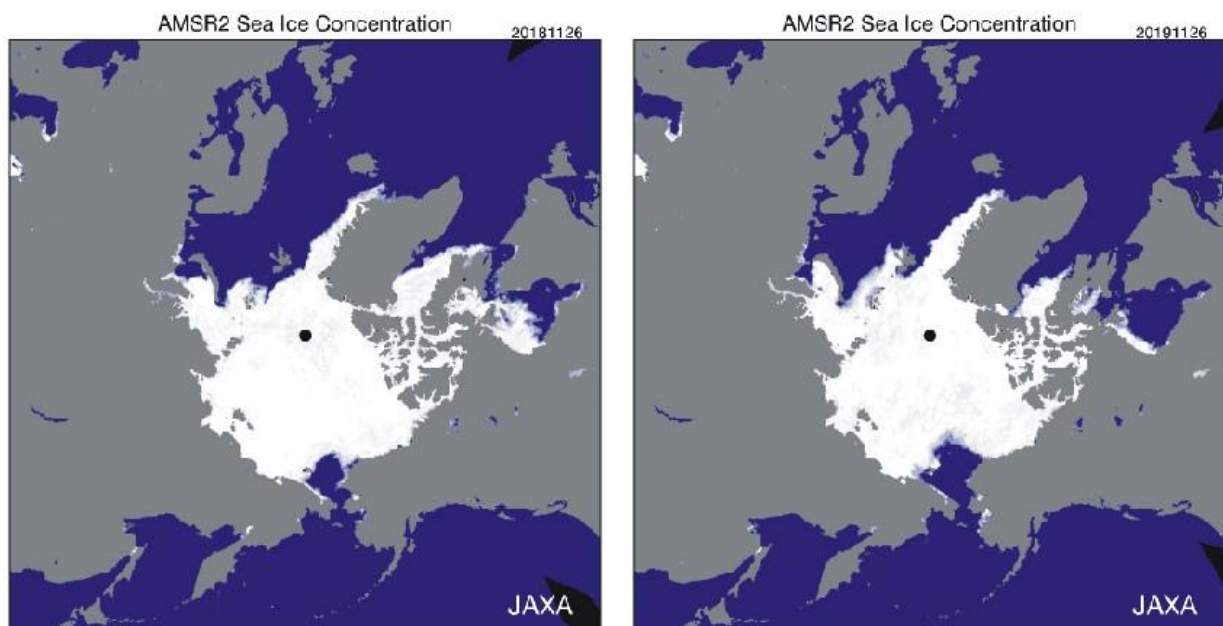 AMSR2 Sea Ice Concentration
20181126
JAXA
AMSR2 Sea Ice Concentration
20191126
JAXA